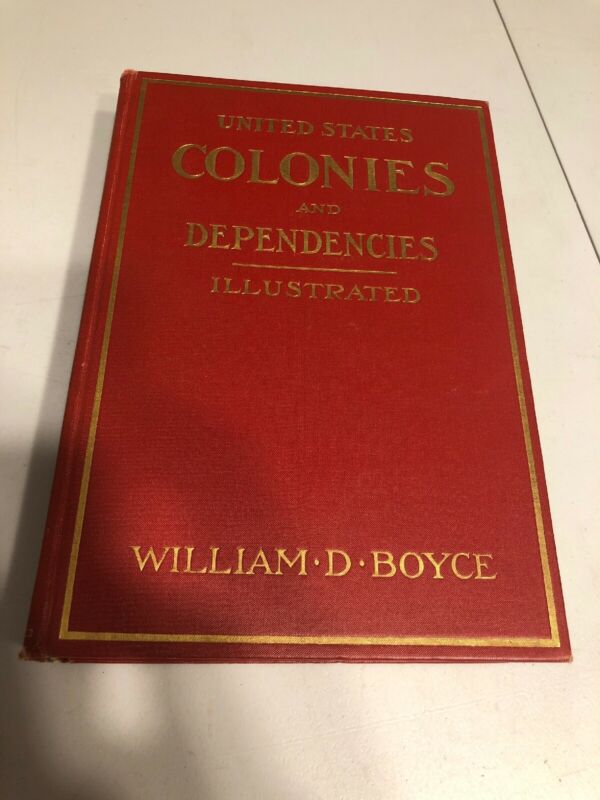 UNITED STATES
COLONIES
AND
DEPENDENCIES
ILLUSTRATED
WILLIAM·D·BOYCE